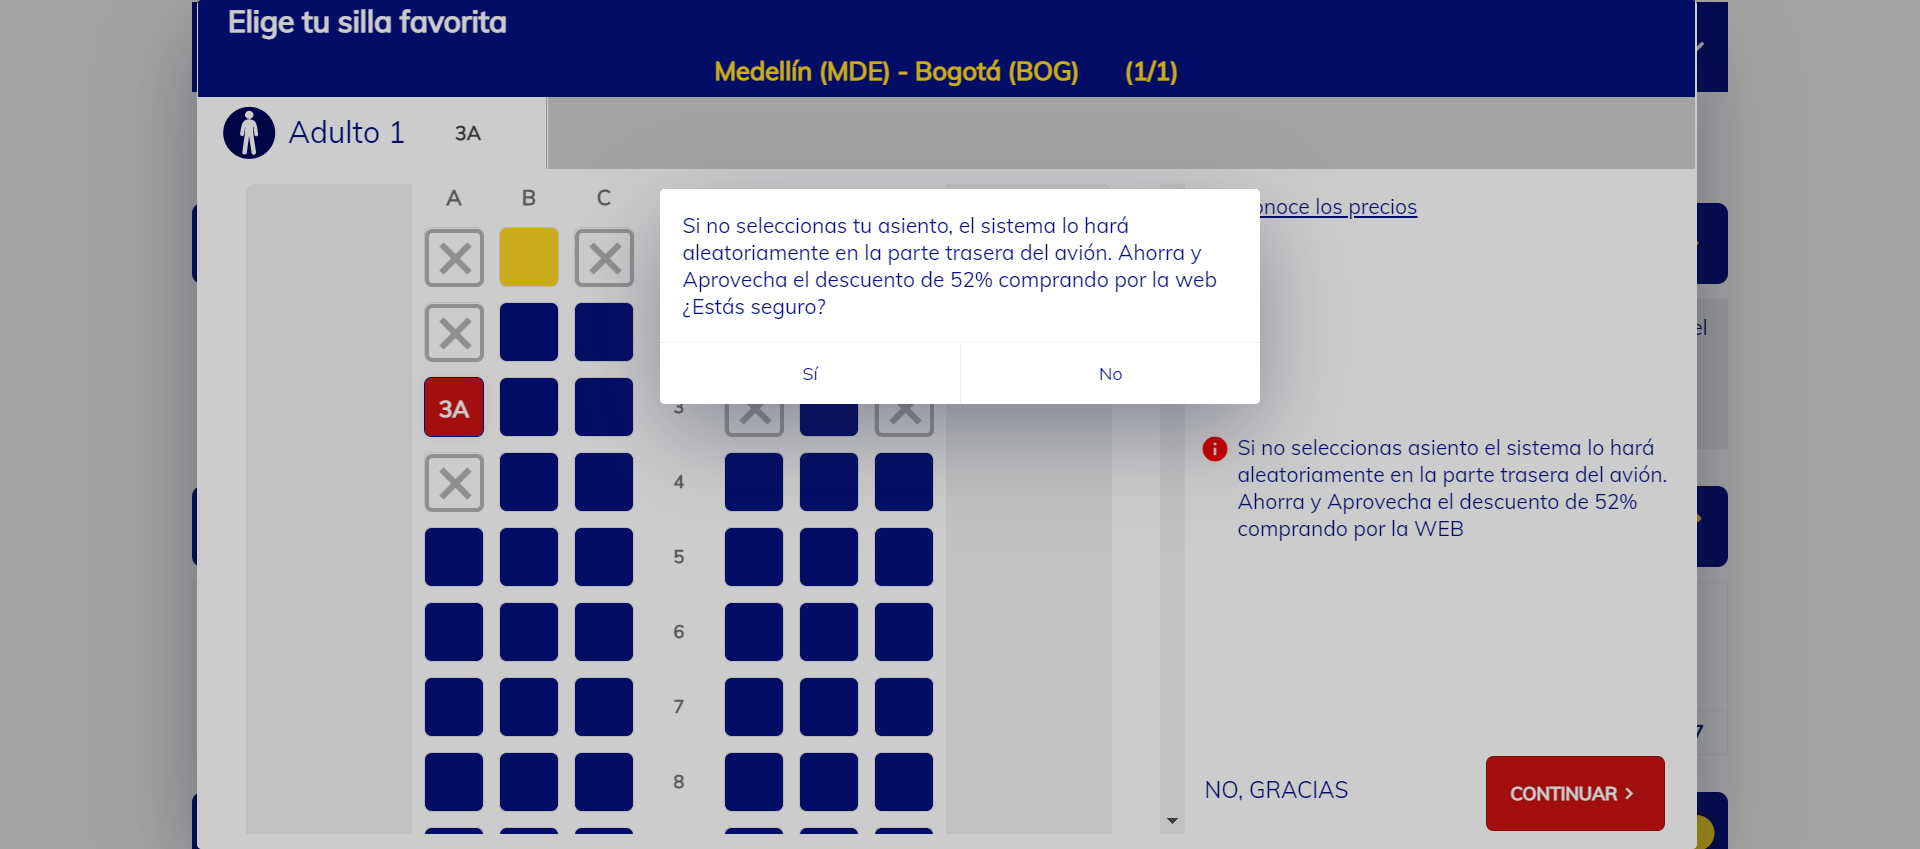 Elige tu silla favorita
Medellín (MDE) - Bogotá (BOG) (1/1)
Adulto 1 3A
A B C
Si no seleccionas tu asiento, el sistema lo hará
aleatoriamente en la parte trasera del avión. Ahorra y
Aprovecha el descuento de 52% comprando por la web
¿Estás seguro?
Sí No
onoce los precios
3A
3
4
5
6
7
8
Si no seleccionas asiento el sistema lo hará
aleatoriamente en la parte trasera del avión.
Ahorra y Aprovecha el descuento de 52%
comprando por la WEB
NO, GRACIAS
CONTINUAR >
el
7